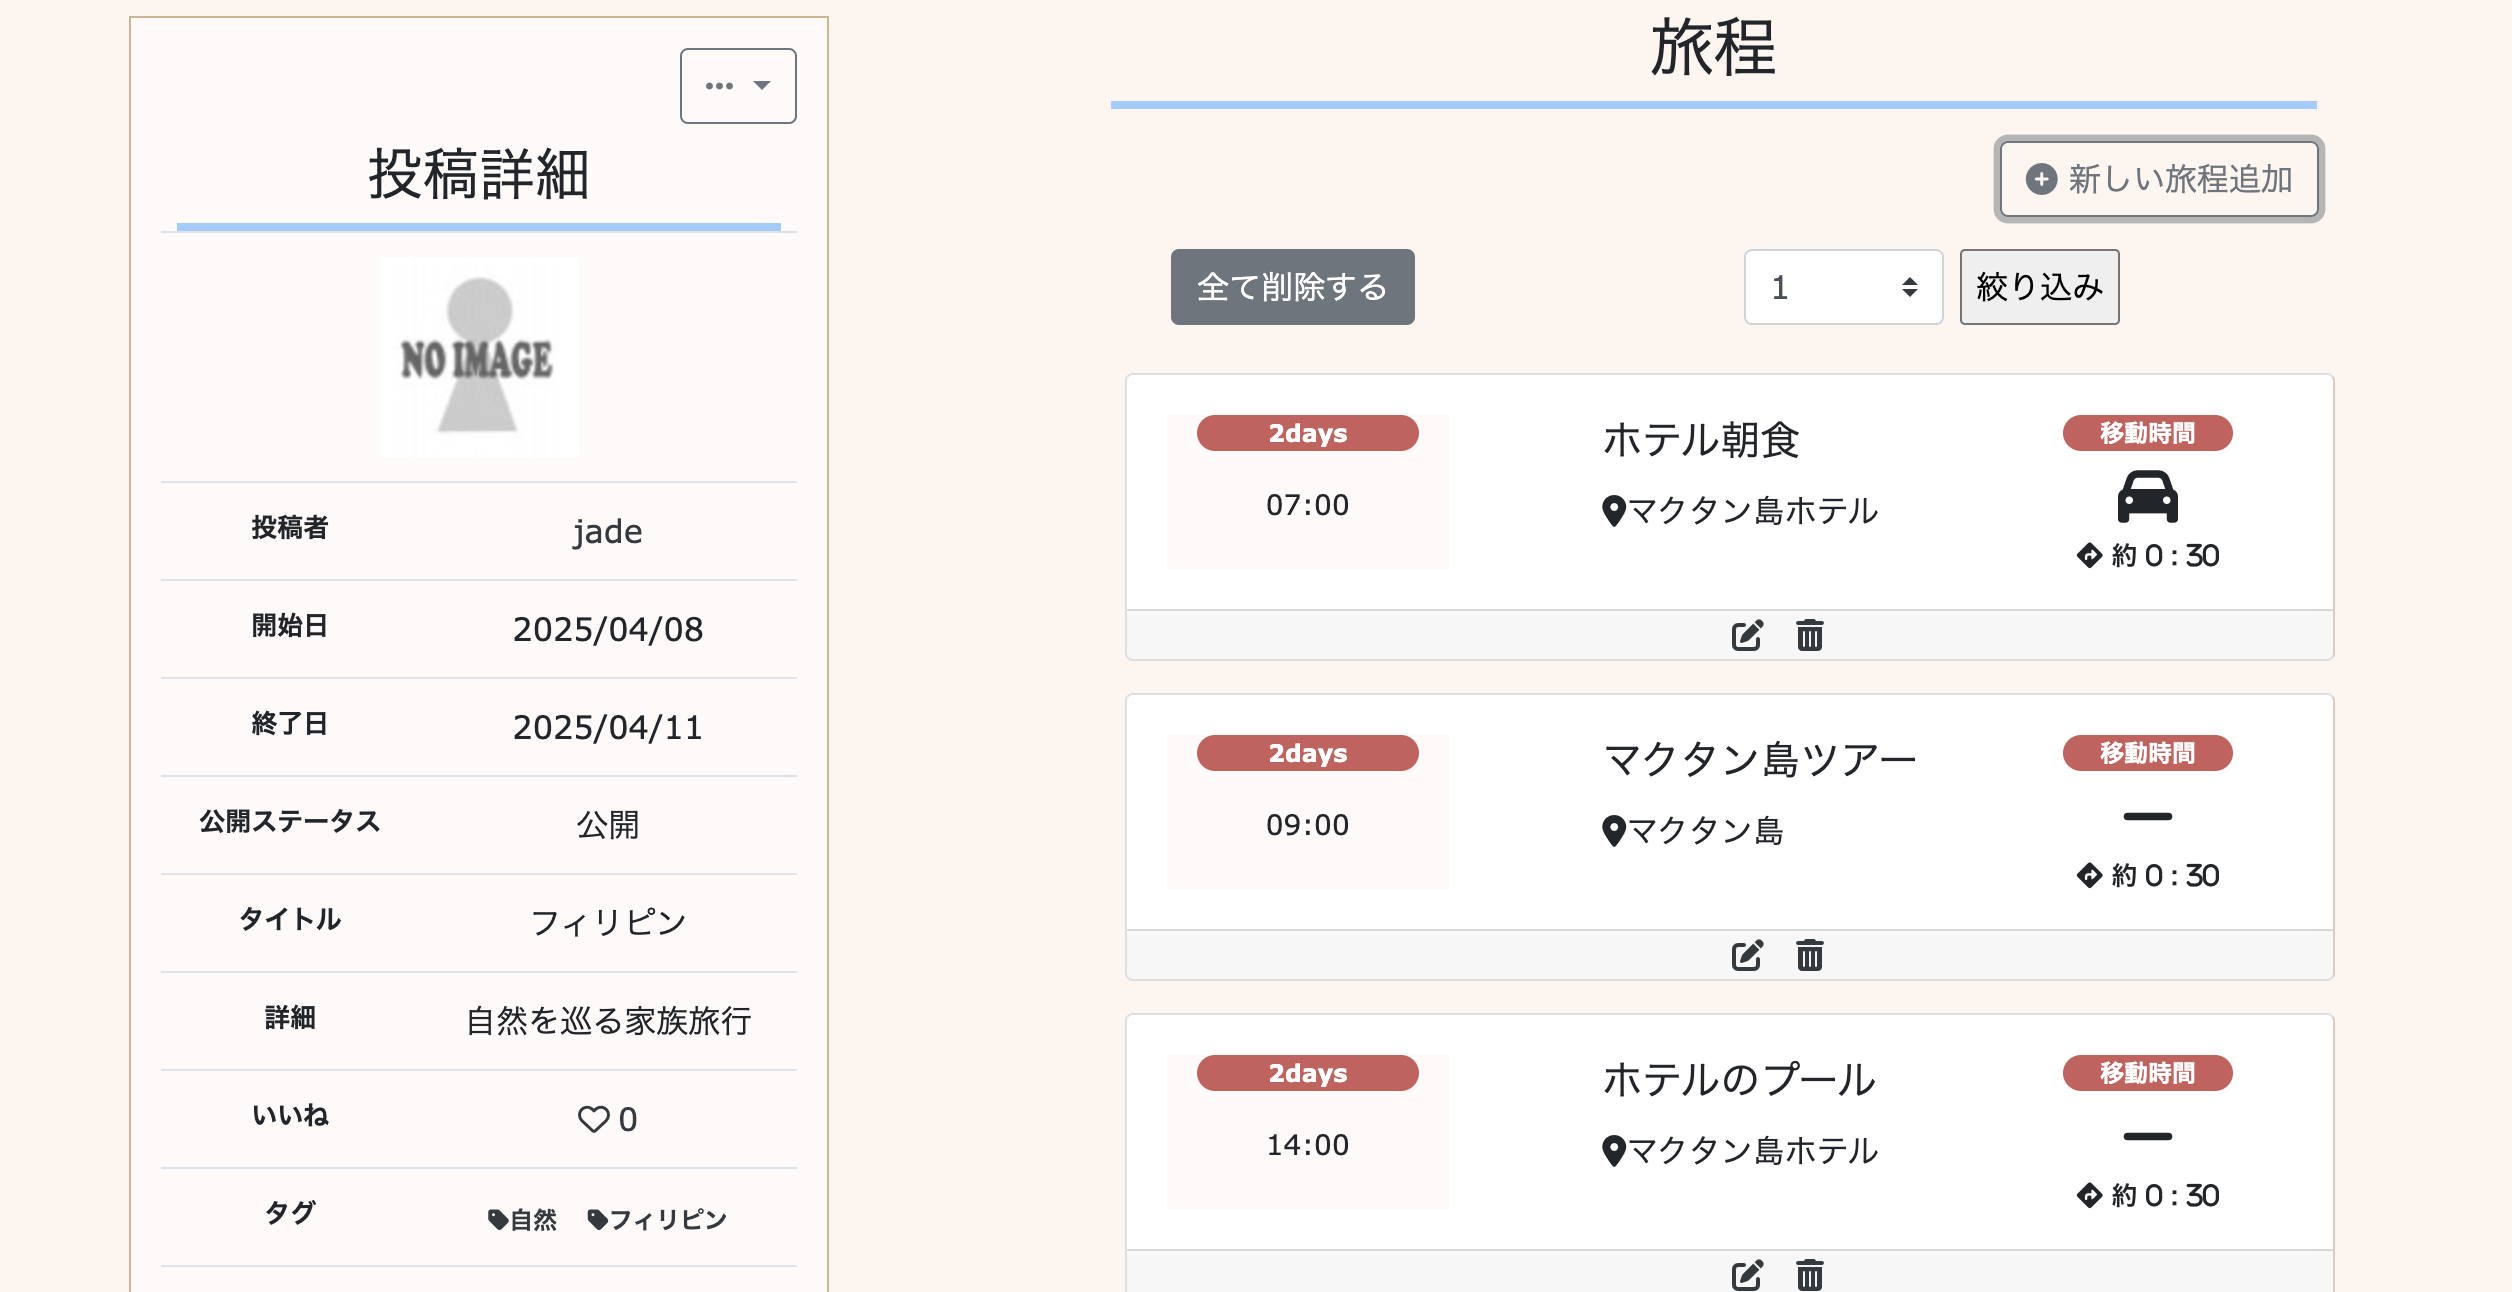 投稿詳細
NO IMAGE
投稿者 jade
開始日 2025/04/08
終了日 2025/04/11
公開ステータス 公開
タイトル フィリピン
詳細 自然を巡る家族旅行
いいね 0
タグ 自然 フィリピン
旅程
新しい旅程追加
全て削除する 1 絞り込み
2days ホテル朝食 移動時間
07:00 マクタン島ホテル
約 0 : 30
2days マクタン島ツアー 移動時間
09:00 マクタン島
約 0 : 30
2days ホテルのプール 移動時間
14:00 マクタン島ホテル
約 0 : 30